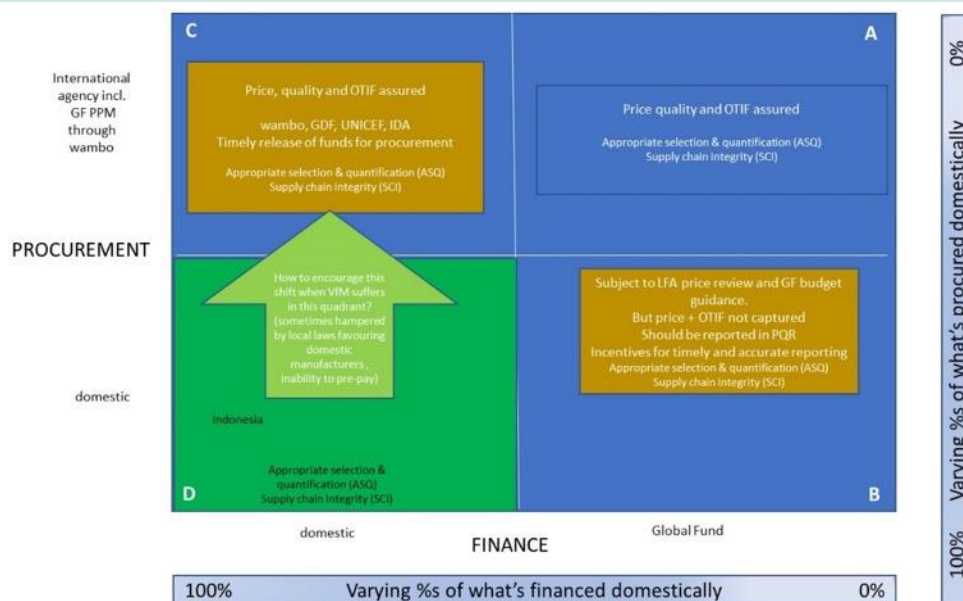 C
A
International
agency incl.
GF PPM
through
wambo
Price, quality and OTIF assured
wambo, GDF, UNICEF, IDA
Timely release of funds for procurement
Appropriate selection & quantification (ASQ)
Supply chain integrity (SCI)
Price quality and OTIF assured
Appropriate selection & quantification (ASQ)
Supply chain integrity (SCI)
PROCUREMENT
How to encourage this
shift when VfM suffers
in this quadrant?
(sometimes hampered
by local laws favouring
domestic
manufacturers ,
inability to pre-pay)
Subject to LFA price review and GF budget
guidance.
But price + OTIF not captured
Should be reported in PQR
Incentives for timely and accurate reporting
Appropriate selection & quantification (ASQ)
Supply chain integrity (SCI)
domestic
Indonesia
Appropriate selection &
quantification (ASQ)
Supply chain integrity (SCI)
D
B
domestic
Global Fund
FINANCE
100% Varying %s of what's financed domestically 0%
100% Varying %s of what's procured domestically 0%